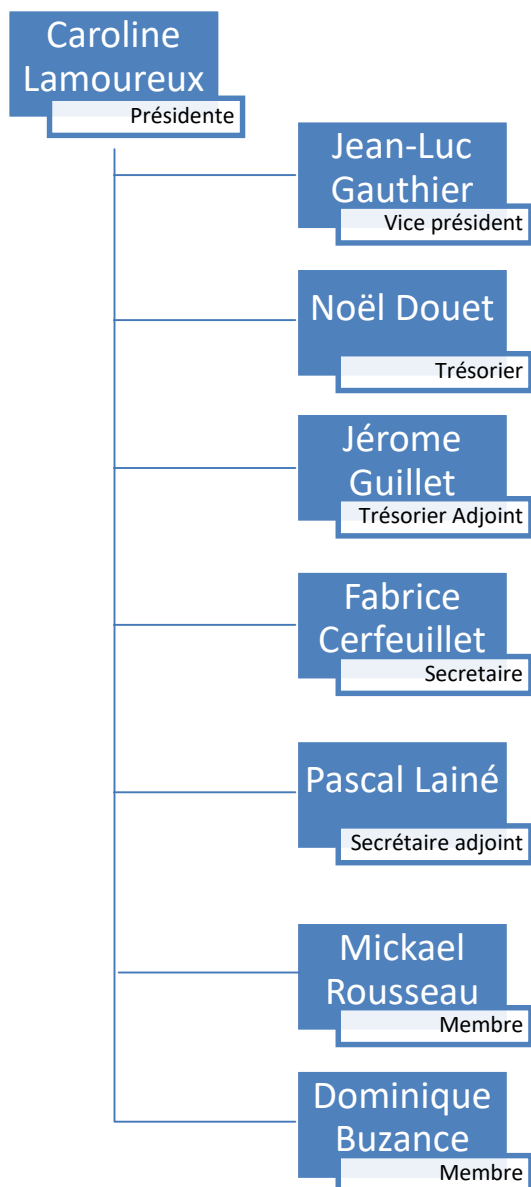 Caroline
Lamoureux
Présidente
Jean-Luc
Gauthier
Vice président
Noël Douet
Trésorier
Jérome
Guillet
Trésorier Adjoint
Fabrice
Cerfeuillet
Secretaire
Pascal Lainé
Secrétaire adjoint
Mickael
Rousseau
Membre
Dominique
Buzance
Membre